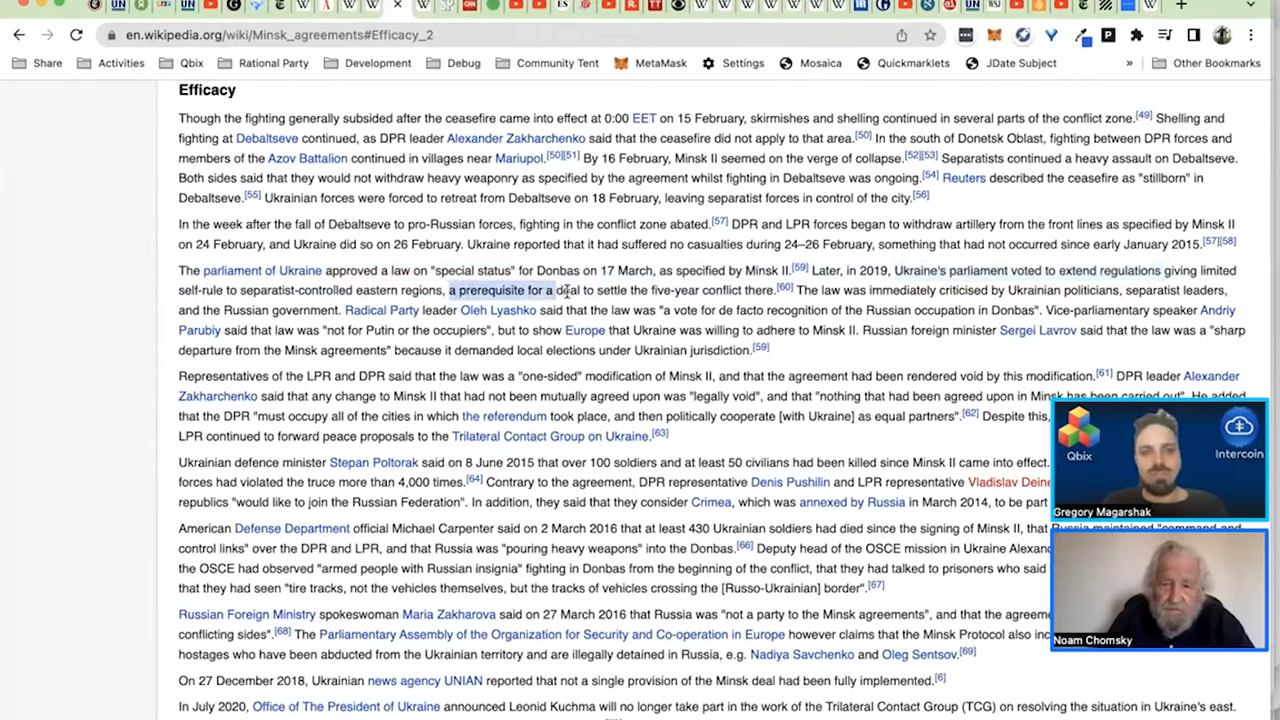 en.wikipedia.org/wiki/Minsk_agreements#Efficacy_2
Share Activities Qbix Rational Party Development Debug Community Tent MetaMask Settings Mosaica Quickmarklets JDate Subject » Other Bookmarks
Efficacy
Though the fighting generally subsided after the ceasefire came into effect at 0:00 EET on 15 February, skirmishes and shelling continued in several parts of the conflict zone.[49] Shelling and
fighting at Debaltseve continued, as DPR leader Alexander Zakharchenko said that the ceasefire did not apply to that area.[50] In the south of Donetsk Oblast, fighting between DPR forces and
members of the Azov Battalion continued in villages near Mariupol.[50][51] By 16 February, Minsk II seemed on the verge of collapse.[52][53] Separatists continued a heavy assault on Debaltseve.
Both sides said that they would not withdraw heavy weaponry as specified by the agreement whilst fighting in Debaltseve was ongoing.[54] Reuters described the ceasefire as "stillborn" in
Debaltseve.[55] Ukrainian forces were forced to retreat from Debaltseve on 18 February, leaving separatist forces in control of the city.[56]
In the week after the fall of Debaltseve to pro-Russian forces, fighting in the conflict zone abated.[57] DPR and LPR forces began to withdraw artillery from the front lines as specified by Minsk II
on 24 February, and Ukraine did so on 26 February. Ukraine reported that it had suffered no casualties during 24–26 February, something that had not occurred since early January 2015.[57][58]
The parliament of Ukraine approved a law on "special status" for Donbas on 17 March, as specified by Minsk II.[59] Later, in 2019, Ukraine's parliament voted to extend regulations giving limited
self-rule to separatist-controlled eastern regions, a prerequisite for a deal to settle the five-year conflict there.[60] The law was immediately criticised by Ukrainian politicians, separatist leaders,
and the Russian government. Radical Party leader Oleh Lyashko said that the law was "a vote for de facto recognition of the Russian occupation in Donbas". Vice-parliamentary speaker Andriy
Parubiy said that law was "not for Putin or the occupiers", but to show Europe that Ukraine was willing to adhere to Minsk II. Russian foreign minister Sergei Lavrov said that the law was a "sharp
departure from the Minsk agreements" because it demanded local elections under Ukrainian jurisdiction.[59]
Representatives of the LPR and DPR said that the law was a "one-sided" modification of Minsk II, and that the agreement had been rendered void by this modification.[61] DPR leader Alexander
Zakharchenko said that any change to Minsk II that had not been mutually agreed upon was "legally void", and that "nothing that had been agreed upon in Minsk has been carried out". He added
that the DPR "must occupy all of the cities in which the referendum took place, and then politically cooperate [with Ukraine] as equal partners".[62] Despite this,
LPR continued to forward peace proposals to the Trilateral Contact Group on Ukraine.[63]
Ukrainian defence minister Stepan Poltorak said on 8 June 2015 that over 100 soldiers and at least 50 civilians had been killed since Minsk II came into effect.
forces had violated the truce more than 4,000 times.[64] Contrary to the agreement, DPR representative Denis Pushilin and LPR representative Vladislav Deine
republics "would like to join the Russian Federation". In addition, they said that they consider Crimea, which was annexed by Russia in March 2014, to be part
American Defense Department official Michael Carpenter said on 2 March 2016 that at least 430 Ukrainian soldiers had died since the signing of Minsk II, that Russia maintained "command-and-
control links" over the DPR and LPR, and that Russia was "pouring heavy weapons" into the Donbas.[66] Deputy head of the OSCE mission in Ukraine Alexan
the OSCE had observed "armed people with Russian insignia" fighting in Donbas from the beginning of the conflict, that they had talked to prisoners who said
that they had seen "tire tracks, not the vehicles themselves, but the tracks of vehicles crossing the [Russo-Ukrainian] border".[67]
Russian Foreign Ministry spokeswoman Maria Zakharova said on 27 March 2016 that Russia was "not a party to the Minsk agreements", and that the agreeme
conflicting sides".[68] The Parliamentary Assembly of the Organization for Security and Co-operation in Europe however claims that the Minsk Protocol also inc
hostages who have been abducted on Ukrainian territory and are illegally detained in Russia, e.g. Nadiya Savchenko and Oleg Sentsov.[69]
On 27 December 2018, Ukrainian news agency UNIAN reported that not a single provision of the Minsk deal had been fully implemented.[6]
In July 2020, Office of The President of Ukraine announced Leonid Kuchma will no longer take part in the work of the Trilateral Contact Group (TCG) on resolving the situation in Ukraine's east.
Qbix
Intercoin
Gregory Magarshak
Noam Chomsky